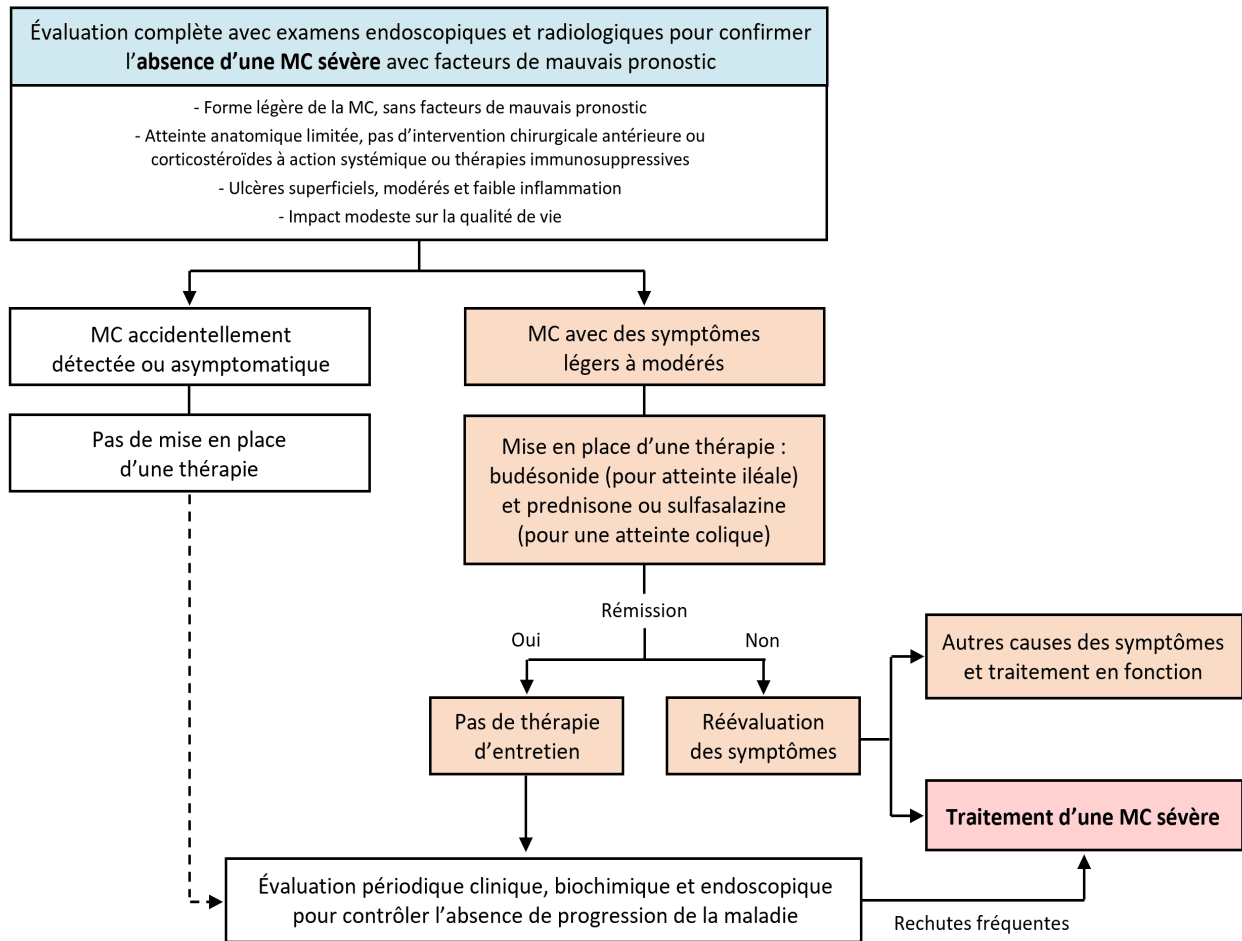 Évaluation complète avec examens endoscopiques et radiologiques pour confirmer
l’absence d’une MC sévère avec facteurs de mauvais pronostic
- Forme légère de la MC, sans facteurs de mauvais pronostic
- Atteinte anatomique limitée, pas d’intervention chirurgicale antérieure ou
corticostéroïdes à action systémique ou thérapies immunosuppressives
- Ulcères superficiels, modérés et faible inflammation
- Impact modeste sur la qualité de vie
MC accidentellement
détectée ou asymptomatique
MC avec des symptômes
légers à modérés
Pas de mise en place
d’une thérapie
Mise en place d’une thérapie :
budésonide (pour atteinte iléale)
et prednisone ou sulfasalazine
(pour une atteinte colique)
Rémission
Oui
Non
Pas de thérapie
d’entretien
Réévaluation
des symptômes
Autres causes des symptômes
et traitement en fonction
Traitement d’une MC sévère
Évaluation périodique clinique, biochimique et endoscopique
pour contrôler l’absence de progression de la maladie
Rechutes fréquentes